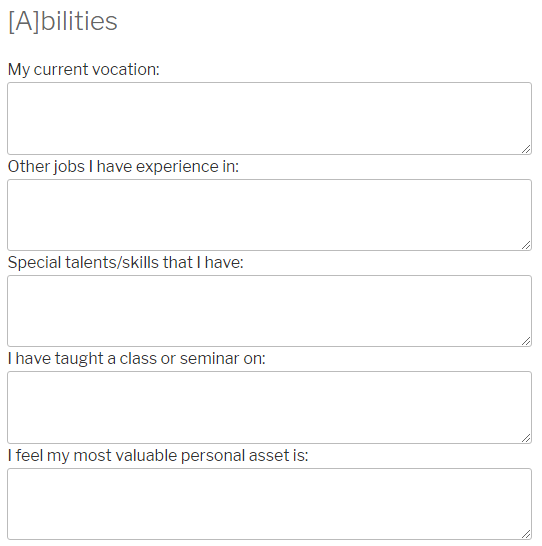 [A]bilities
My current vocation:
Other jobs I have experience in:
Special talents/skills that I have:
I have taught a class or seminar on:
I feel my most valuable personal asset is: